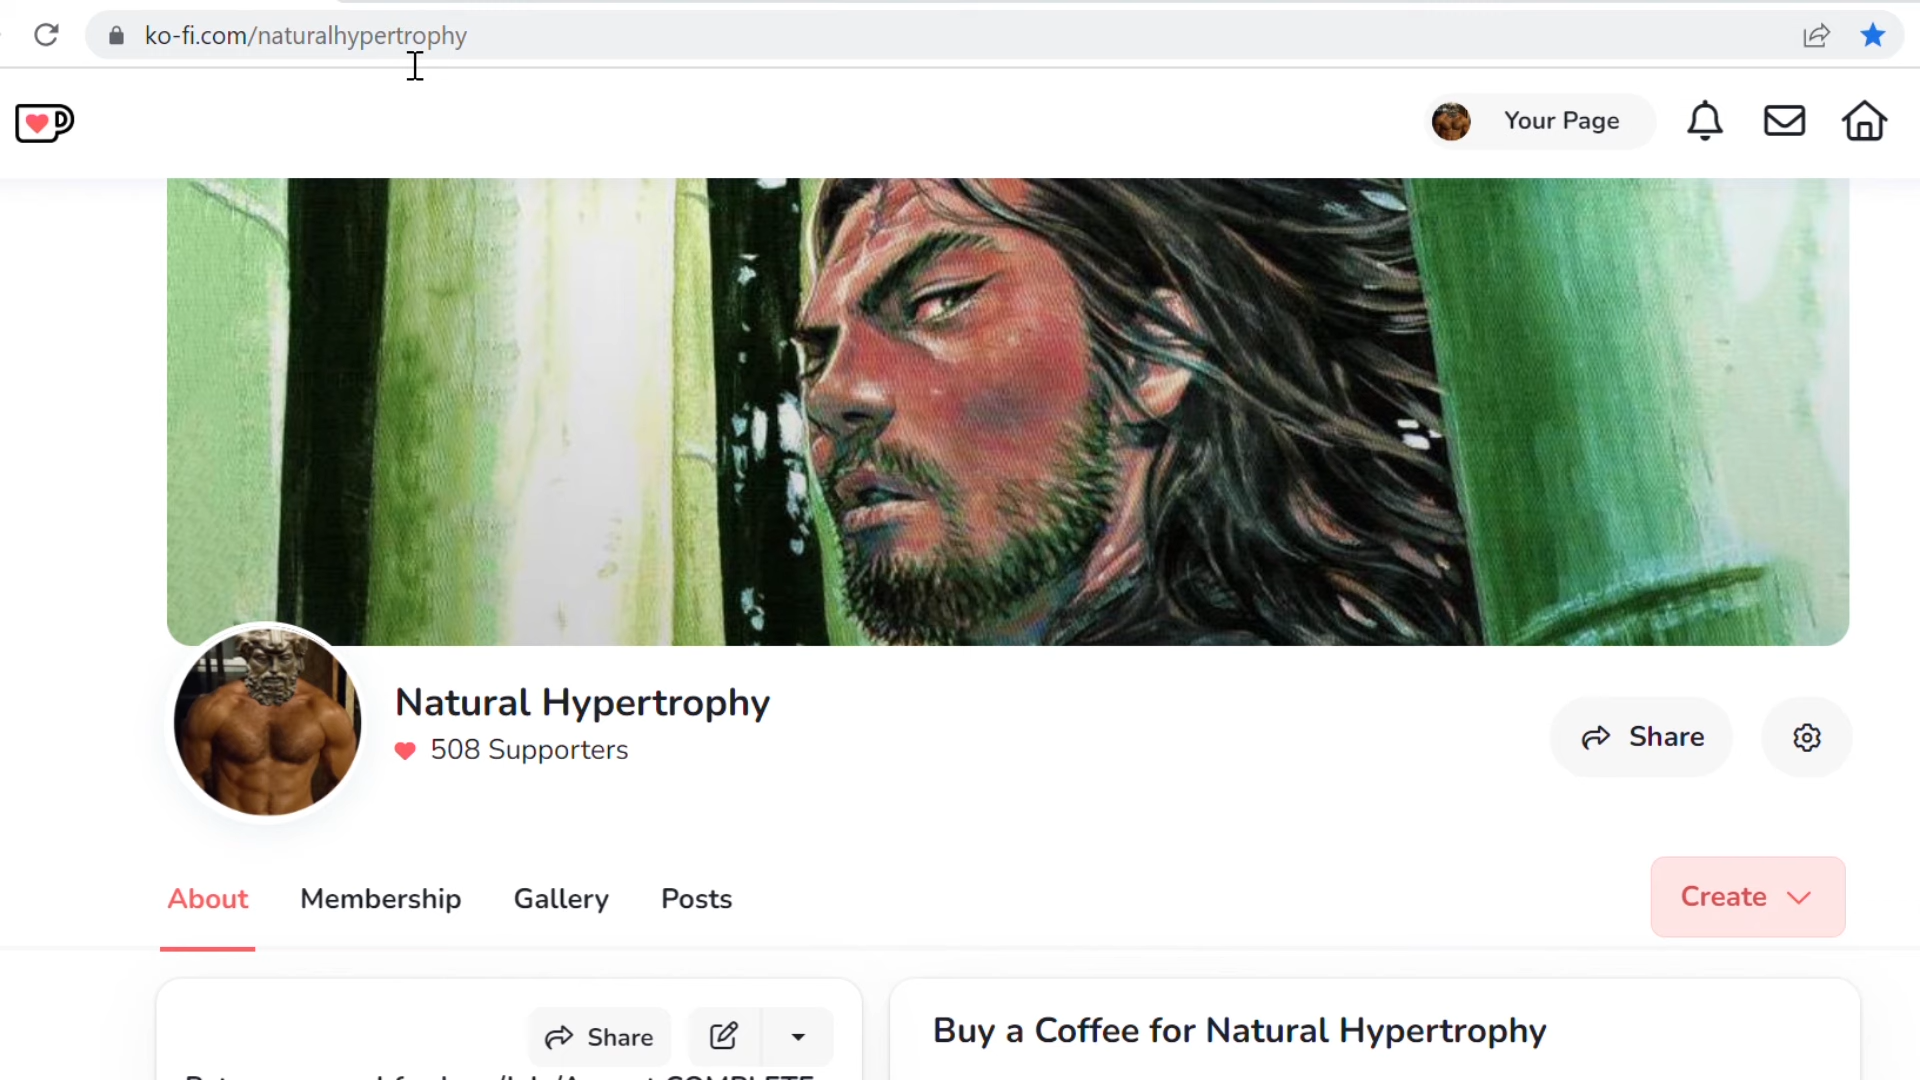 ko-fi.com/naturalhypertrophy
Your Page
Natural Hypertrophy
508 Supporters
Share
About Membership Gallery Posts
Create
Share
Buy a Coffee for Natural Hypertrophy
COMPLETE